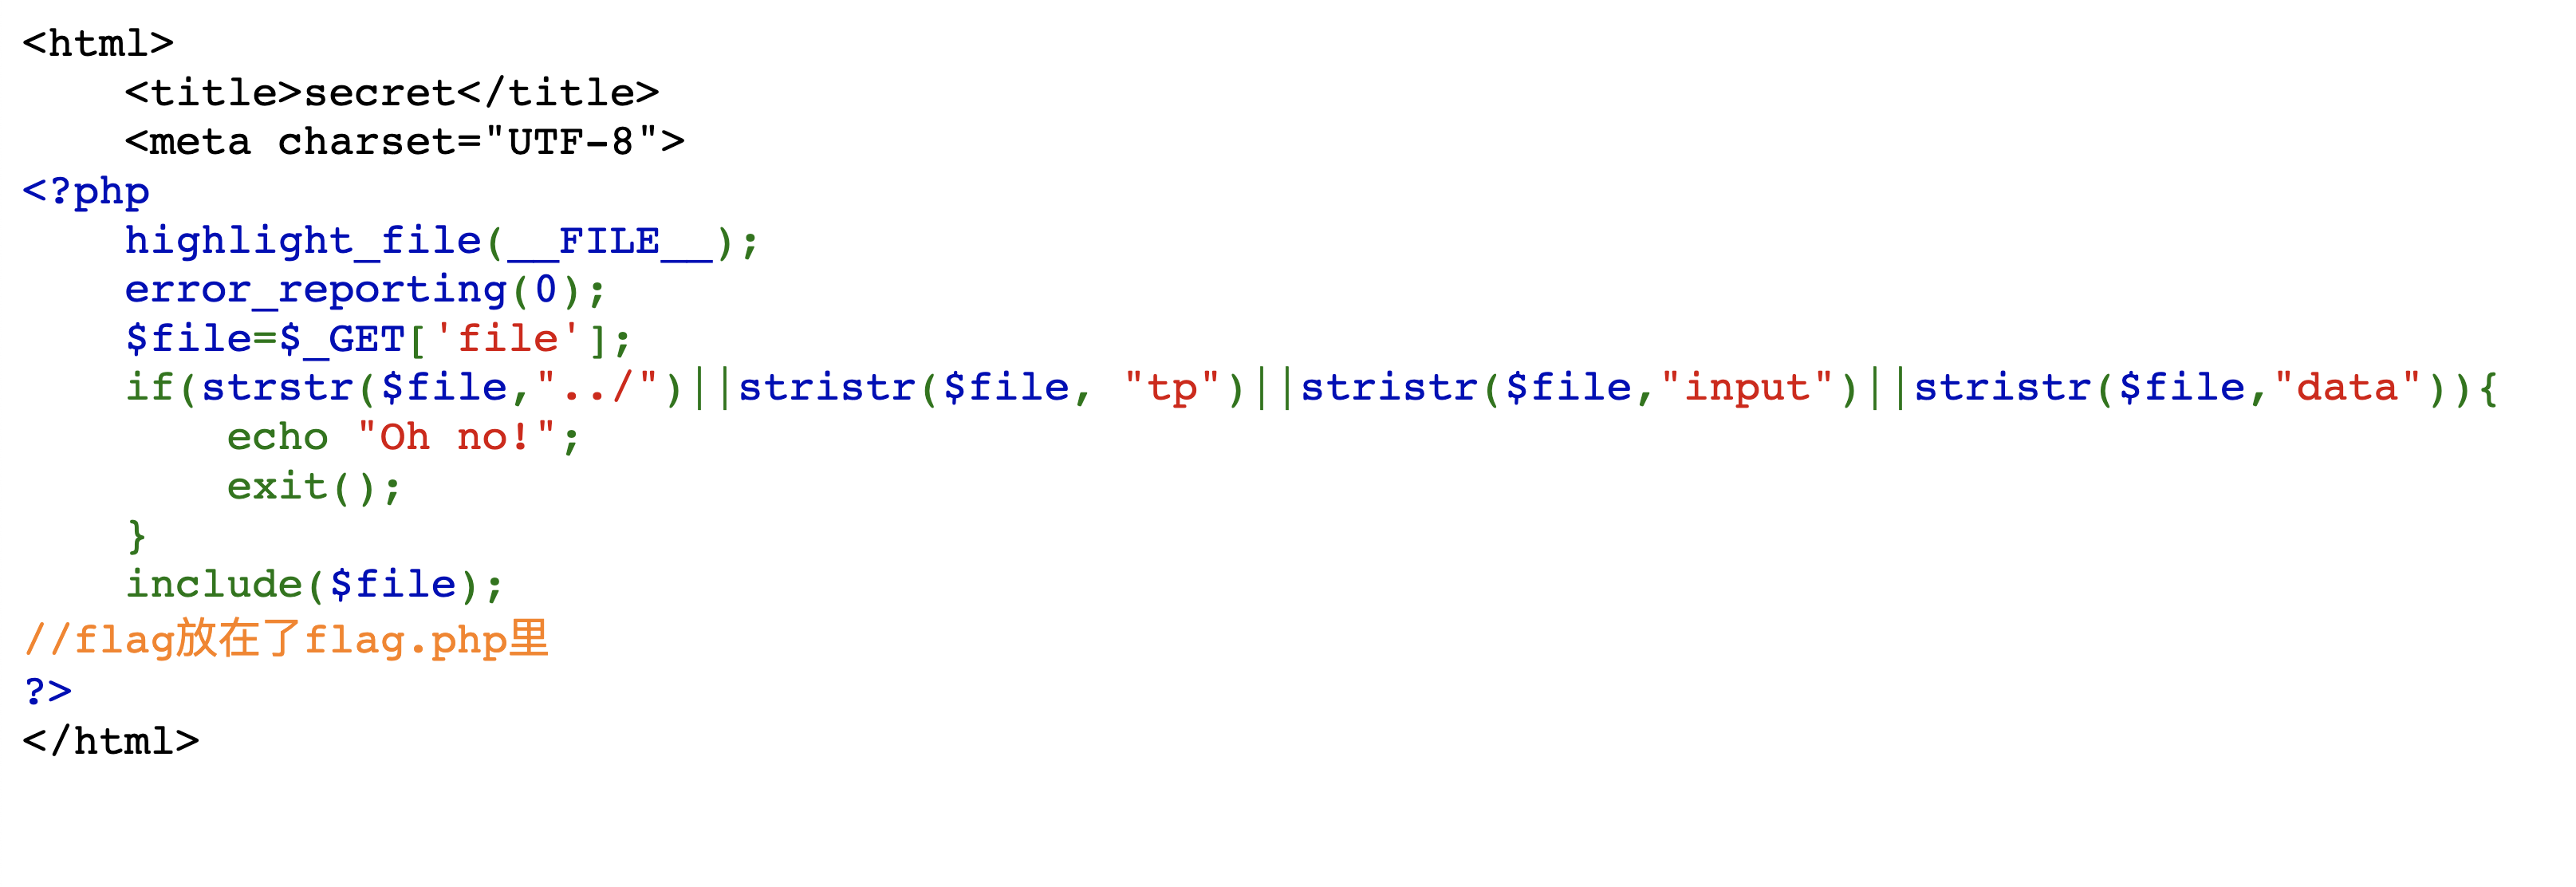 <html>
    <title>secret</title>
    <meta charset="UTF-8">
<?php
    highlight_file(__FILE__);
    error_reporting(0);
    $file=$_GET['file'];
    if(strstr($file,"../")||stristr($file, "tp")||stristr($file,"input")||stristr($file,"data")){
        echo "Oh no!";
        exit();
    }
    include($file);
//flag放在了flag.php里
?>
</html>